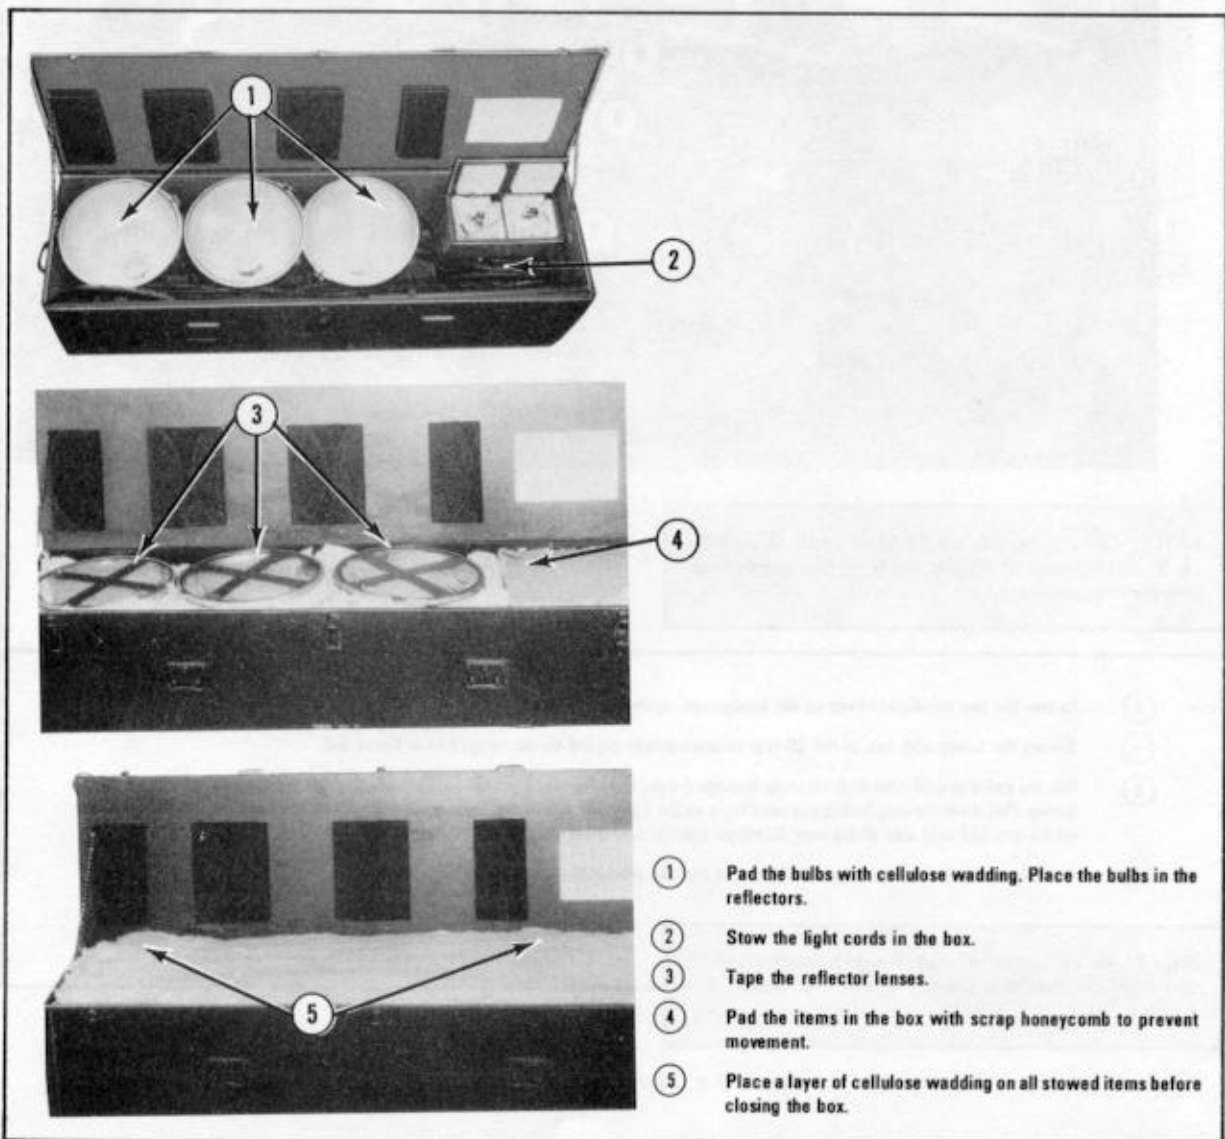 1
2
3
4
5
1 Pad the bulbs with cellulose wadding. Place the bulbs in the
reflectors.
2 Stow the light cords in the box.
3 Tape the reflector lenses.
4 Pad the items in the box with scrap honeycomb to prevent
movement.
5 Place a layer of cellulose wadding on all stowed items before
closing the box.